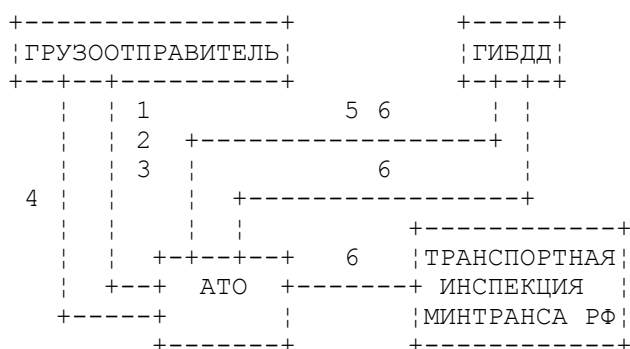 ГРУЗООТПРАВИТЕЛЬ ГИБДД
1 5 6
2
3 6
4
6 ТРАНСПОРТНАЯ
АТО ИНСПЕКЦИЯ
МИНТРАНСА РФ